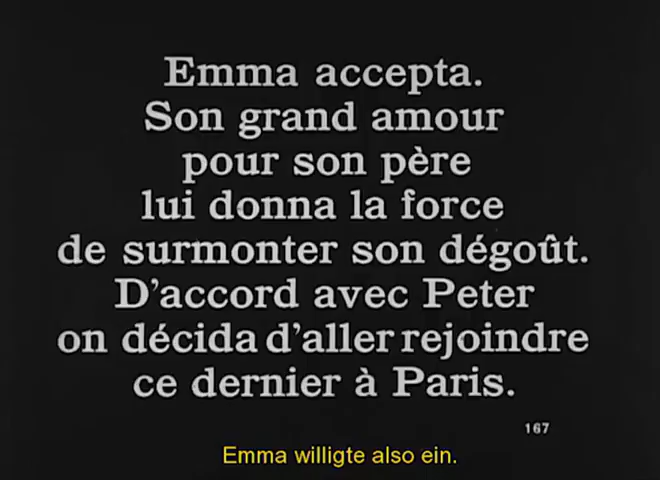 Emma accepta.
Son grand amour
pour son père
lui donna la force
de surmonter son dégoût.
D'accord avec Peter
on décida d'aller rejoindre
ce dernier à Paris.
167
Emma willigte also ein.